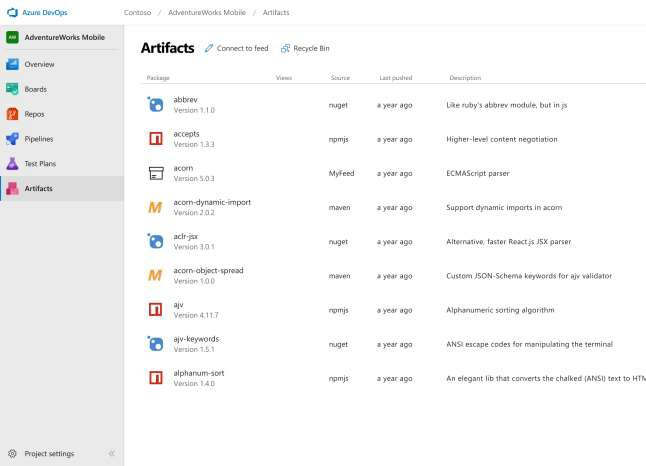 Azure DevOps
Contoso / AdventureWorks Mobile / Artifacts
AW AdventureWorks Mobile
Overview
Boards
Repos
Pipelines
Test Plans
Artifacts
Project settings
Artifacts Connect to feed Recycle Bin
Package Views Source Last pushed Description
abbrev
Version 1.1.0 nuget a year ago Like ruby's abbrev module, but in js
accepts
Version 1.3.3 npmjs a year ago Higher-level content negotiation
acorn
Version 5.0.3 MyFeed a year ago ECMAScript parser
acorn-dynamic-import
Version 2.0.2 maven a year ago Support dynamic imports in acorn
aclr-jsx
Version 3.0.1 nuget a year ago Alternative, faster React.js JSX parser
acorn-object-spread
Version 1.0.0 maven a year ago Custom JSON-Schema keywords for ajv validator
ajv
Version 4.11.7 npmjs a year ago Alphanumeric sorting algorithm
ajv-keywords
Version 1.5.1 nuget a year ago ANSI escape codes for manipulating the terminal
alphanum-sort
Version 1.4.0 npmjs a year ago An elegant lib that converts the chalked (ANSI) text to HTM